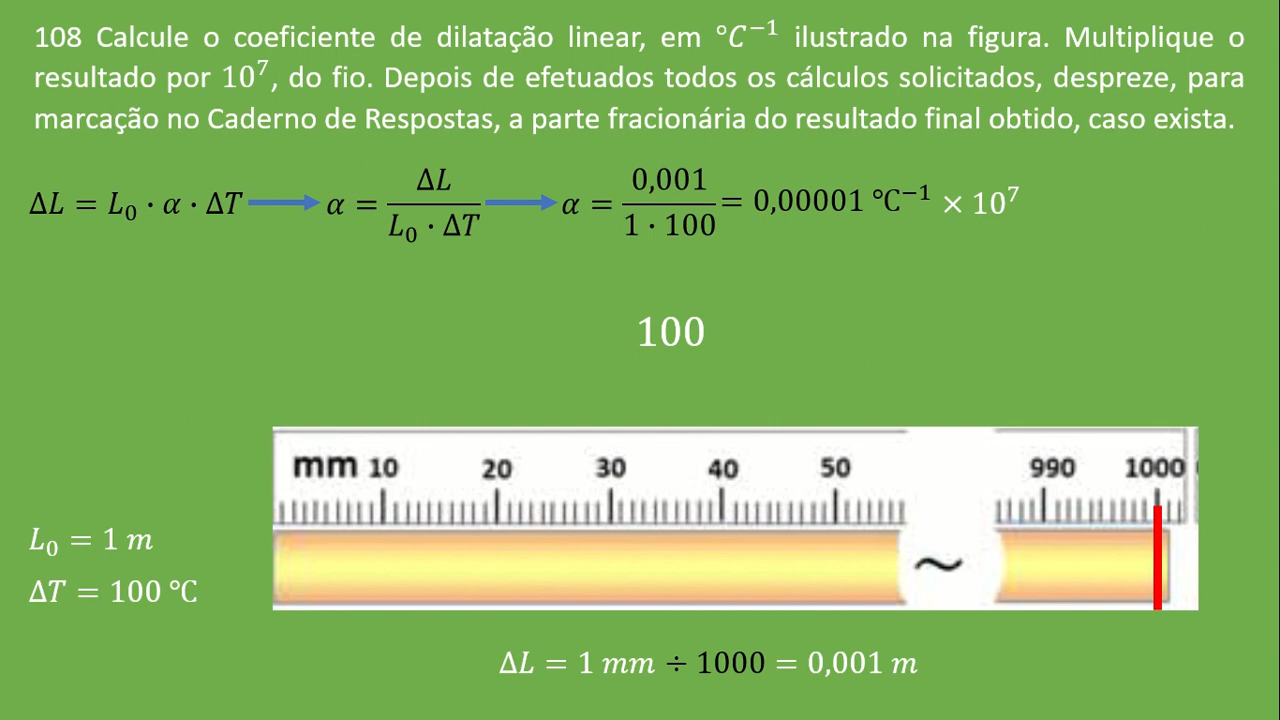 108 Calcule o coeficiente de dilatação linear, em °C⁻¹ ilustrado na figura. Multiplique o
resultado por 10⁷, do fio. Depois de efetuados todos os cálculos solicitados, despreze, para
marcação no Caderno de Respostas, a parte fracionária do resultado final obtido, caso exista.
ΔL = L₀ · α · ΔT → α = ΔL / (L₀ · ΔT) → α = 0,001 / (1 · 100) = 0,00001 °C⁻¹ × 10⁷
100
mm 10 20 30 40 50 990 1000
L₀ = 1 m
~
ΔT = 100 °C
ΔL = 1 mm ÷ 1000 = 0,001 m